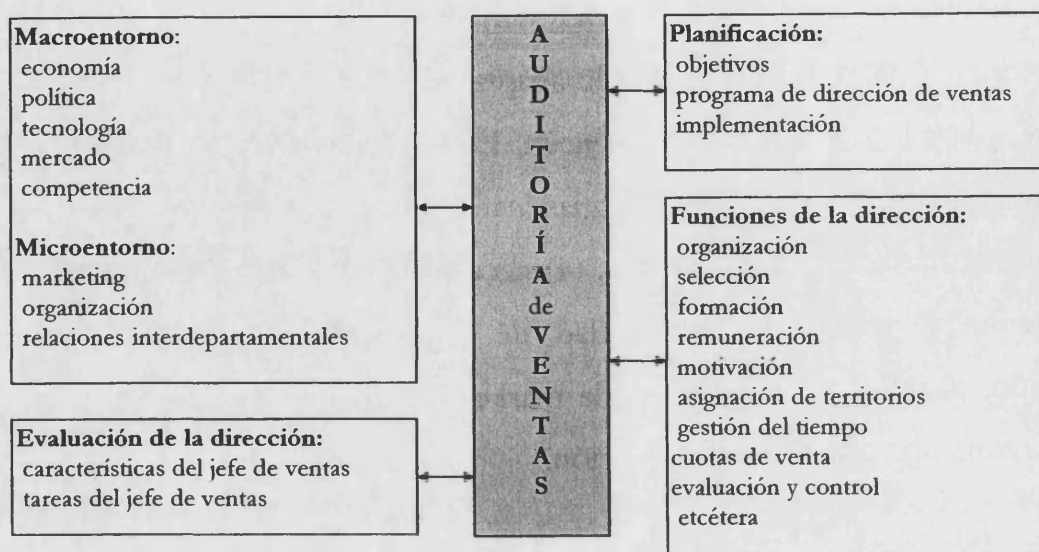 Macroentorno:
economía
política
tecnología
mercado
competencia
Microentorno:
marketing
organización
relaciones interdepartamentales
Evaluación de la dirección:
características del jefe de ventas
tareas del jefe de ventas
AUDITORÍA
de
VENTAS
Planificación:
objetivos
programa de dirección de ventas
implementación
Funciones de la dirección:
organización
selección
formación
remuneración
motivación
asignación de territorios
gestión del tiempo
cuotas de venta
evaluación y control
etcétera